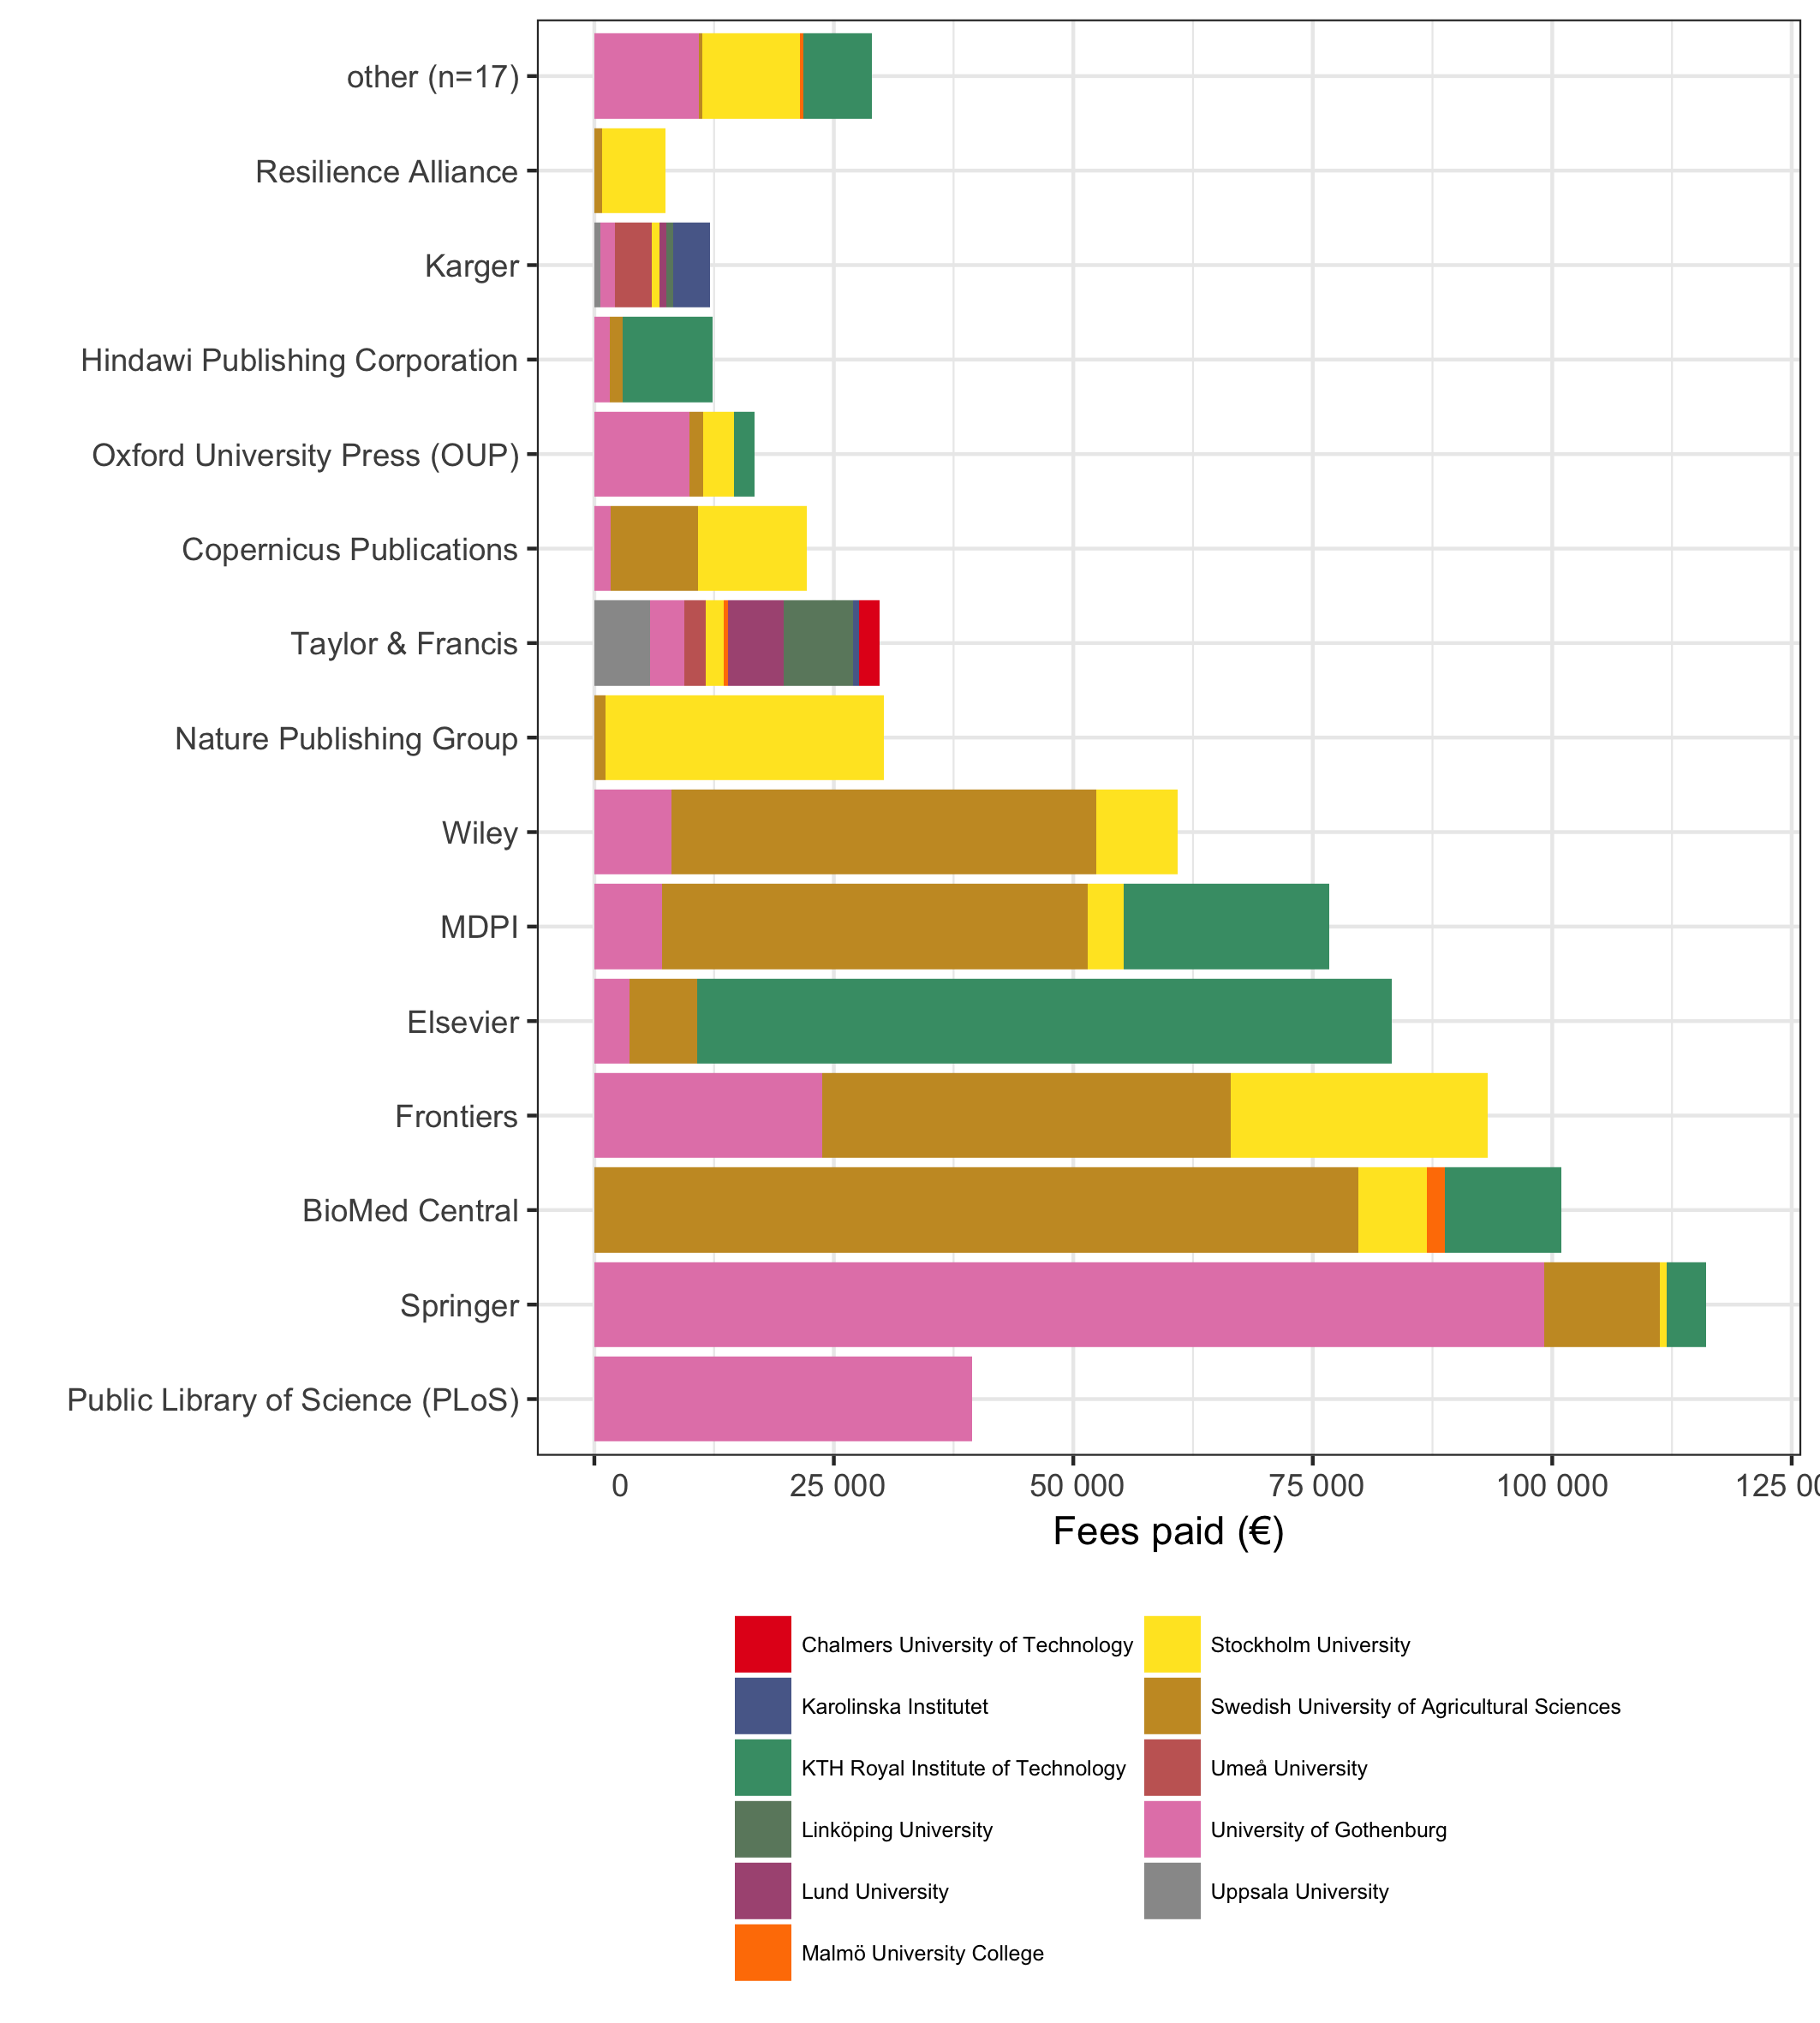 other (n=17)
Resilience Alliance
Karger
Hindawi Publishing Corporation
Oxford University Press (OUP)
Copernicus Publications
Taylor & Francis
Nature Publishing Group
Wiley
MDPI
Elsevier
Frontiers
BioMed Central
Springer
Public Library of Science (PLoS)
0 25 000 50 000 75 000 100 000 125 00
Fees paid (€)
Chalmers University of Technology
Karolinska Institutet
KTH Royal Institute of Technology
Linköping University
Lund University
Malmö University College
Stockholm University
Swedish University of Agricultural Sciences
Umeå University
University of Gothenburg
Uppsala University